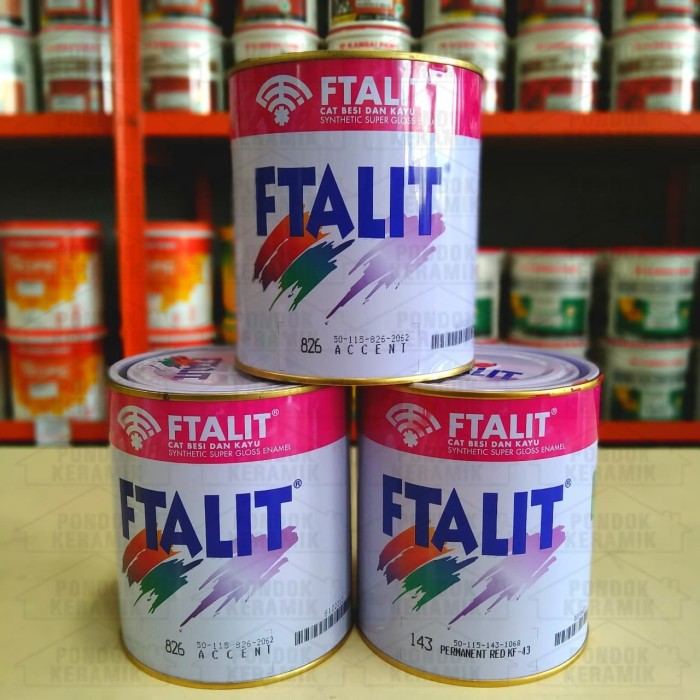 FTALIT
CAT BESI DAN KAYU
SYNTHETIC SUPER GLOSS ENAMEL
FTALIT
50-115-826-2062
826 ACCENT
FTALIT®
CAT BESI DAN KAYU
SYNTHETIC SUPER GLOSS ENAMEL
FTALIT®
50-115-826-2062
826 ACCENT
FTALIT®
CAT BESI DAN KAYU
SYNTHETIC SUPER GLOSS ENAMEL
FTALIT®
50-115-143-1068
143 PERMANENT RED KF-43
PONDOK
KERAMIK